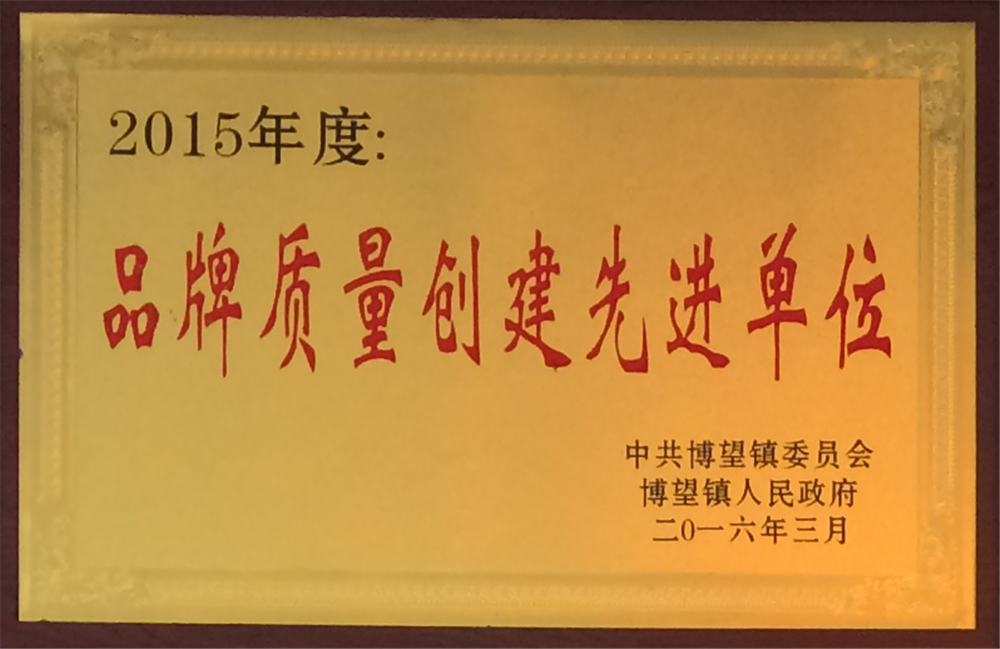 2015年度:
品牌质量创建先进单位
中共博望镇委员会
博望镇人民政府
二〇一六年三月